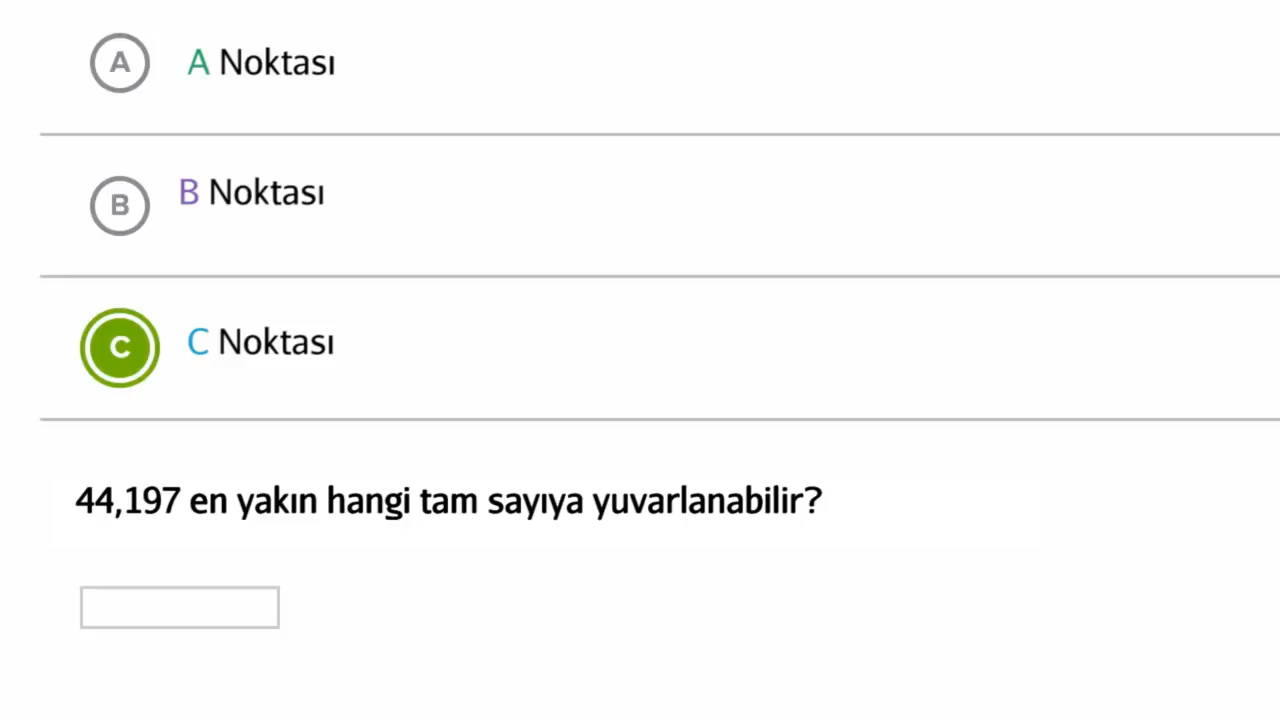 A A Noktası
B B Noktası
C C Noktası
44,197 en yakın hangi tam sayıya yuvarlanabilir?